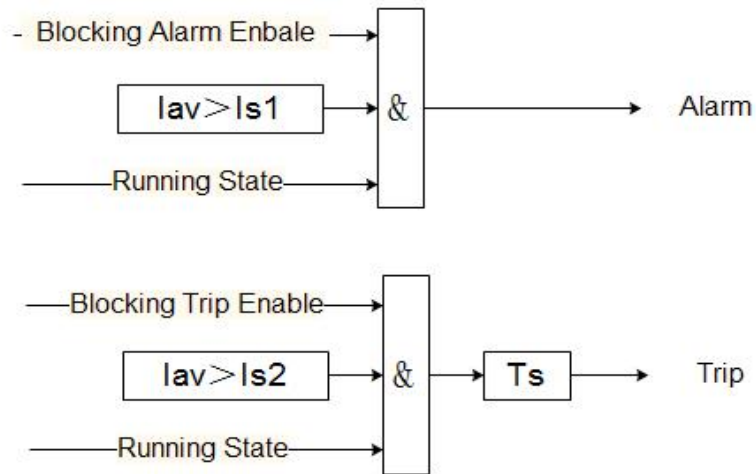 Blocking Alarm Enbale
Iav>Is1
&
Alarm
Running State
Blocking Trip Enable
Iav>Is2
&
Ts
Trip
Running State